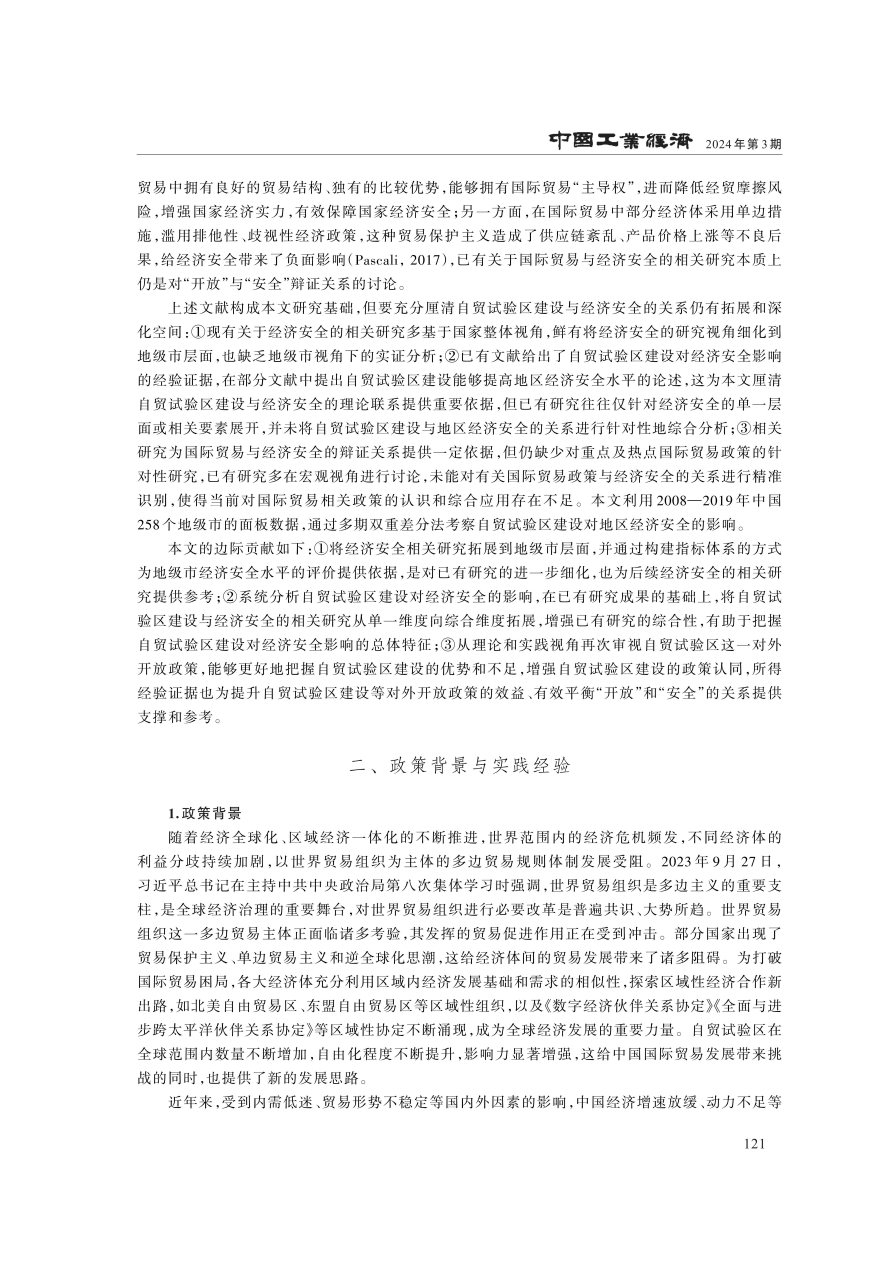 中国工业经济 2024年第3期
贸易中拥有良好的贸易结构、独有的比较优势,能够拥有国际贸易“主导权”,进而降低经贸摩擦风
险,增强国家经济实力,有效保障国家经济安全;另一方面,在国际贸易中部分经济体采用单边措
施,滥用排他性、歧视性经济政策,这种贸易保护主义造成了供应链紊乱、产品价格上涨等不良后
果,给经济安全带来了负面影响(Pascali, 2017),已有关于国际贸易与经济安全的相关研究本质上
仍是对“开放”与“安全”辩证关系的讨论。
上述文献构成本文研究基础,但要充分厘清自贸试验区建设与经济安全的关系仍有拓展和深
化空间:①现有关于经济安全的相关研究多基于国家整体视角,鲜有将经济安全的研究视角细化到
地级市层面,也缺乏地级市视角下的实证分析;②已有文献给出了自贸试验区建设对经济安全影响
的经验证据,在部分文献中提出自贸试验区建设能够提高地区经济安全水平的论述,这为本文厘清
自贸试验区建设与经济安全的理论联系提供重要依据,但已有研究往往仅针对经济安全的单一层
面或相关要素展开,并未将自贸试验区建设与地区经济安全的关系进行针对性地综合分析;③相关
研究为国际贸易与经济安全的辩证关系提供一定依据,但仍缺少对重点及热点国际贸易政策的针
对性研究,已有研究多在宏观视角进行讨论,未能对有关国际贸易政策与经济安全的关系进行精准
识别,使得当前对国际贸易相关政策的认识和综合应用存在不足。本文利用2008—2019年中国
258个地级市的面板数据,通过多期双重差分法考察自贸试验区建设对地区经济安全的影响。
本文的边际贡献如下:①将经济安全相关研究拓展到地级市层面,并通过构建指标体系的方式
为地级市经济安全水平的评价提供依据,是对已有研究的进一步细化,也为后续经济安全的相关研
究提供参考;②系统分析自贸试验区建设对经济安全的影响,在已有研究成果的基础上,将自贸试
验区建设与经济安全的相关研究从单一维度向综合维度拓展,增强已有研究的综合性,有助于把握
自贸试验区建设对经济安全影响的总体特征;③从理论和实践视角再次审视自贸试验区这一对外
开放政策,能够更好地把握自贸试验区建设的优势和不足,增强自贸试验区建设的政策认同,所得
经验证据也为提升自贸试验区建设等对外开放政策的效益、有效平衡“开放”和“安全”的关系提供
支撑和参考。
二、政策背景与实践经验
1.政策背景
随着经济全球化、区域经济一体化的不断推进,世界范围内的经济危机频发,不同经济体的
利益分歧持续加剧,以世界贸易组织为主体的多边贸易规则体制发展受阻。2023年9月27日,
习近平总书记在主持中共中央政治局第八次集体学习时强调,世界贸易组织是多边主义的重要支
柱,是全球经济治理的重要舞台,对世界贸易组织进行必要改革是普遍共识、大势所趋。世界贸易
组织这一多边贸易主体正面临诸多考验,其发挥的贸易促进作用正在受到冲击。部分国家出现了
贸易保护主义、单边贸易主义和逆全球化思潮,这给经济体间的贸易发展带来了诸多阻碍。为打破
国际贸易困局,各大经济体充分利用区域内经济发展基础和需求的相似性,探索区域性经济合作新
出路,如北美自由贸易区、东盟自由贸易区等区域性组织,以及《数字经济伙伴关系协定》《全面与进
步跨太平洋伙伴关系协定》等区域性协定不断涌现,成为全球经济发展的重要力量。自贸试验区在
全球范围内数量不断增加,自由化程度不断提升,影响力显著增强,这给中国国际贸易发展带来挑
战的同时,也提供了新的发展思路。
近年来,受到内需低迷、贸易形势不稳定等国内外因素的影响,中国经济增速放缓、动力不足等
121